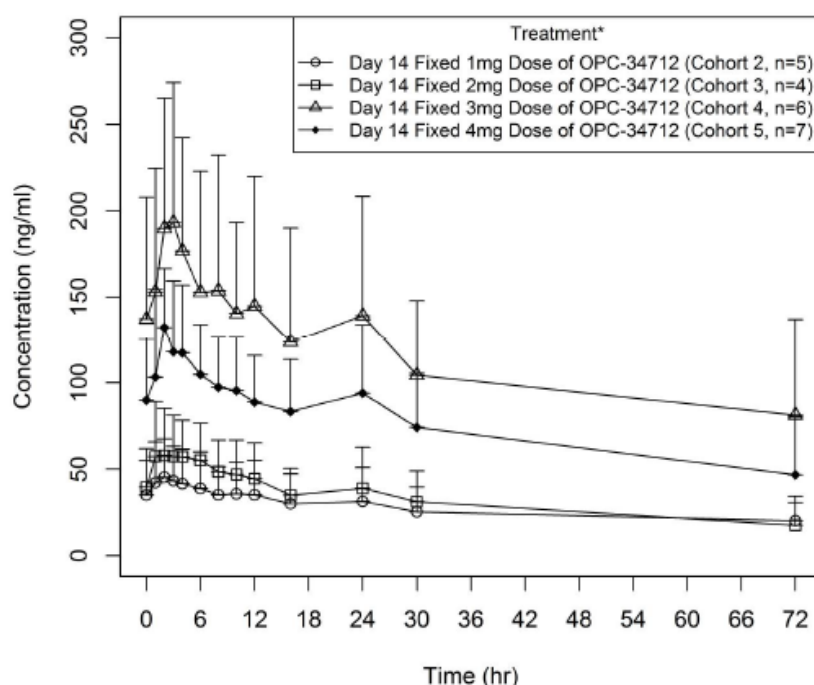 Treatment*
Day 14 Fixed 1mg Dose of OPC-34712 (Cohort 2, n=5)
Day 14 Fixed 2mg Dose of OPC-34712 (Cohort 3, n=4)
Day 14 Fixed 3mg Dose of OPC-34712 (Cohort 4, n=6)
Day 14 Fixed 4mg Dose of OPC-34712 (Cohort 5, n=7)
Concentration (ng/ml)
300
250
200
150
100
50
0
0 6 12 18 24 30 36 42 48 54 60 66 72
Time (hr)